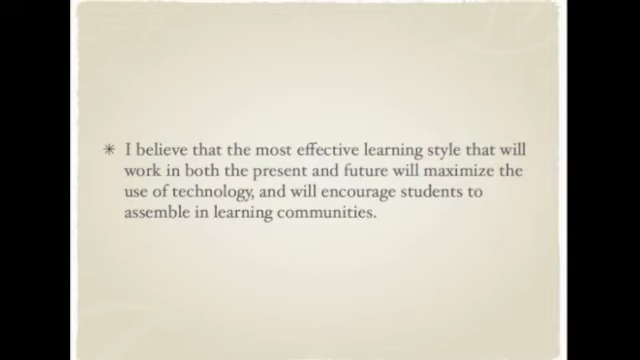 ✳ I believe that the most effective learning style that will
work in both the present and future will maximize the
use of technology, and will encourage students to
assemble in learning communities.